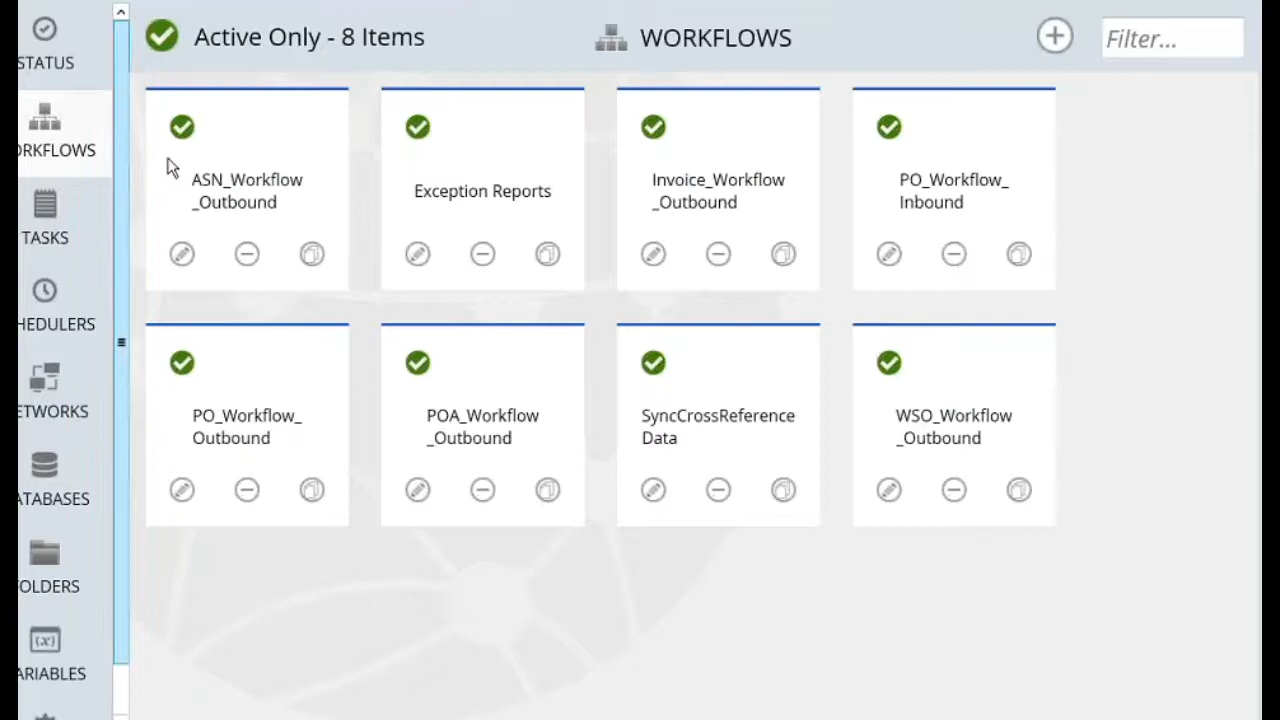 STATUS
ORKFLOWS
TASKS
HEDULERS
ETWORKS
ATABASES
OLDERS
(x)
ARIABLES
Active Only - 8 Items
WORKFLOWS
Filter...
ASN_Workflow
_Outbound
Exception Reports
Invoice_Workflow
_Outbound
PO_Workflow_
Inbound
PO_Workflow_
Outbound
POA_Workflow
_Outbound
SyncCrossReference
Data
WSO_Workflow
_Outbound